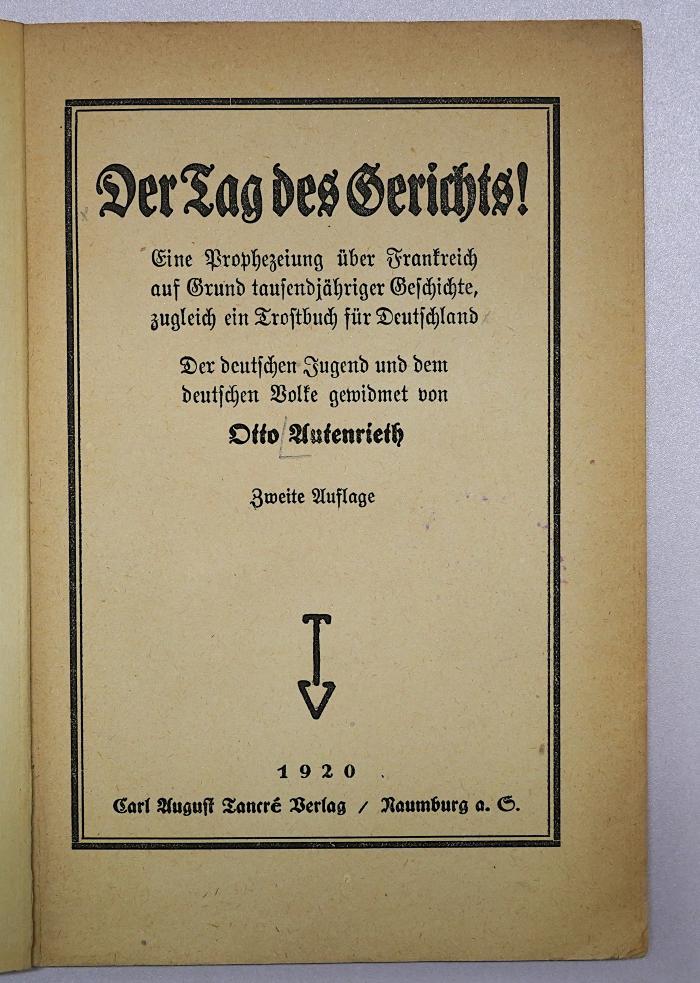 Der Tag des Gerichts!
Eine Prophezeiung über Frankreich
auf Grund tausendjähriger Geschichte,
zugleich ein Trostbuch für Deutschland
Der deutschen Jugend und dem
deutschen Volke gewidmet von
Otto Autenrieth
Zweite Auflage
1920
Carl August Tancré Verlag / Naumburg a. S.